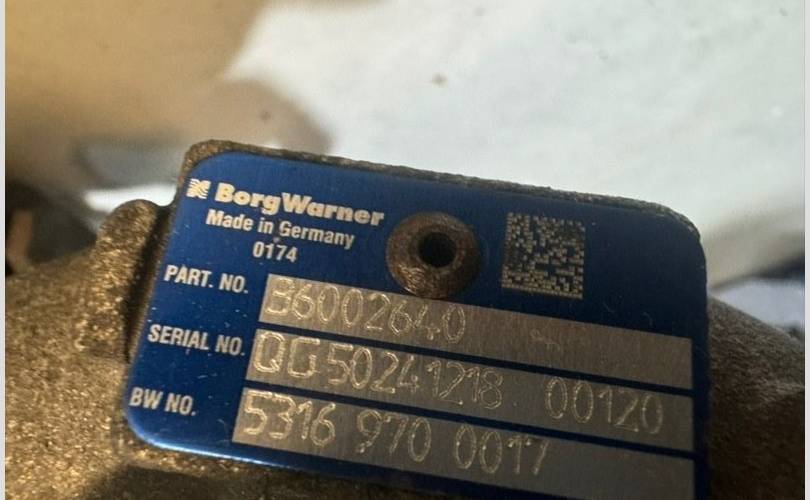 BorgWarner
Made in Germany
0174
PART. NO. B6002640
SERIAL NO. QG50241218 00120
BW NO. 5316 970 0017